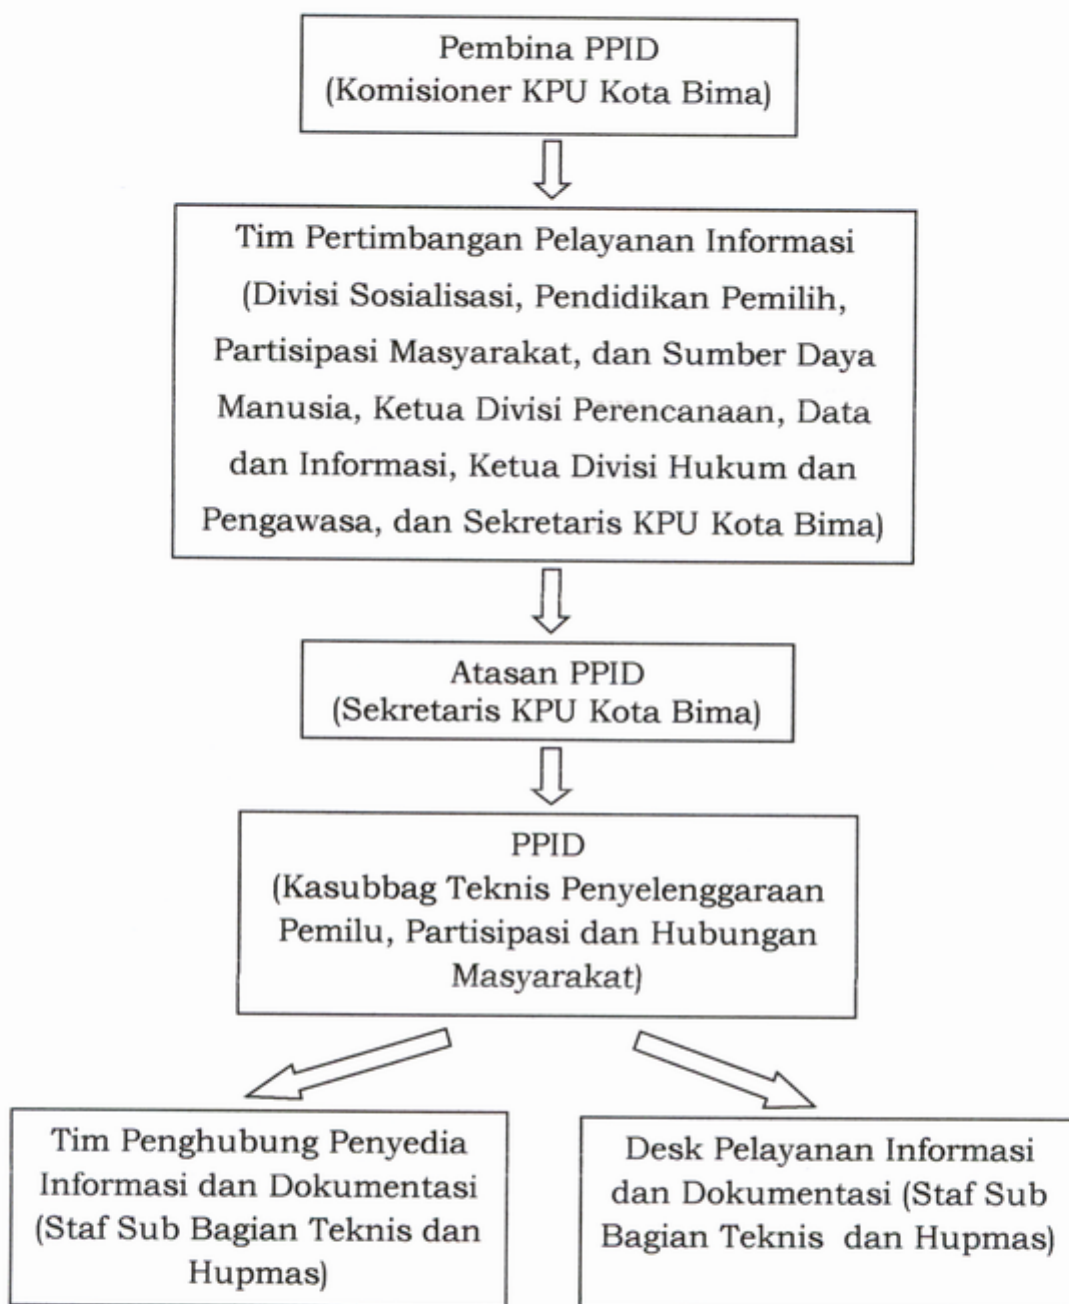 Pembina PPID
(Komisioner KPU Kota Bima)
Tim Pertimbangan Pelayanan Informasi
(Divisi Sosialisasi, Pendidikan Pemilih,
Partisipasi Masyarakat, dan Sumber Daya
Manusia, Ketua Divisi Perencanaan, Data
dan Informasi, Ketua Divisi Hukum dan
Pengawasa, dan Sekretaris KPU Kota Bima)
Atasan PPID
(Sekretaris KPU Kota Bima)
PPID
(Kasubbag Teknis Penyelenggaraan
Pemilu, Partisipasi dan Hubungan
Masyarakat)
Tim Penghubung Penyedia
Informasi dan Dokumentasi
(Staf Sub Bagian Teknis dan
Hupmas)
Desk Pelayanan Informasi
dan Dokumentasi (Staf Sub
Bagian Teknis  dan Hupmas)